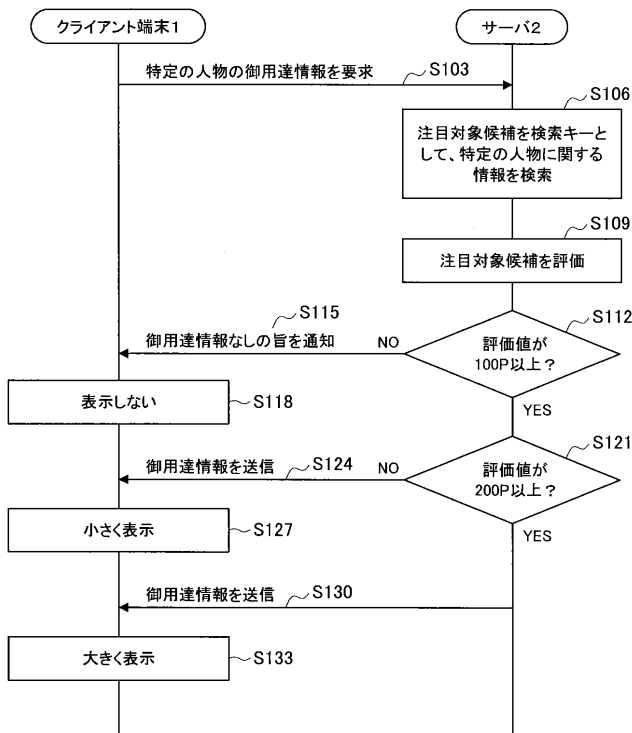 クライアント端末1
サーバ2
特定の人物の御用達情報を要求
S103
S106
注目対象候補を検索キーと
して、特定の人物に関する
情報を検索
S109
注目対象候補を評価
S115
御用達情報なしの旨を通知
NO
S112
評価値が
100P以上?
表示しない
S118
YES
S121
御用達情報を送信
S124
NO
評価値が
200P以上?
小さく表示
S127
YES
御用達情報を送信
S130
大きく表示
S133